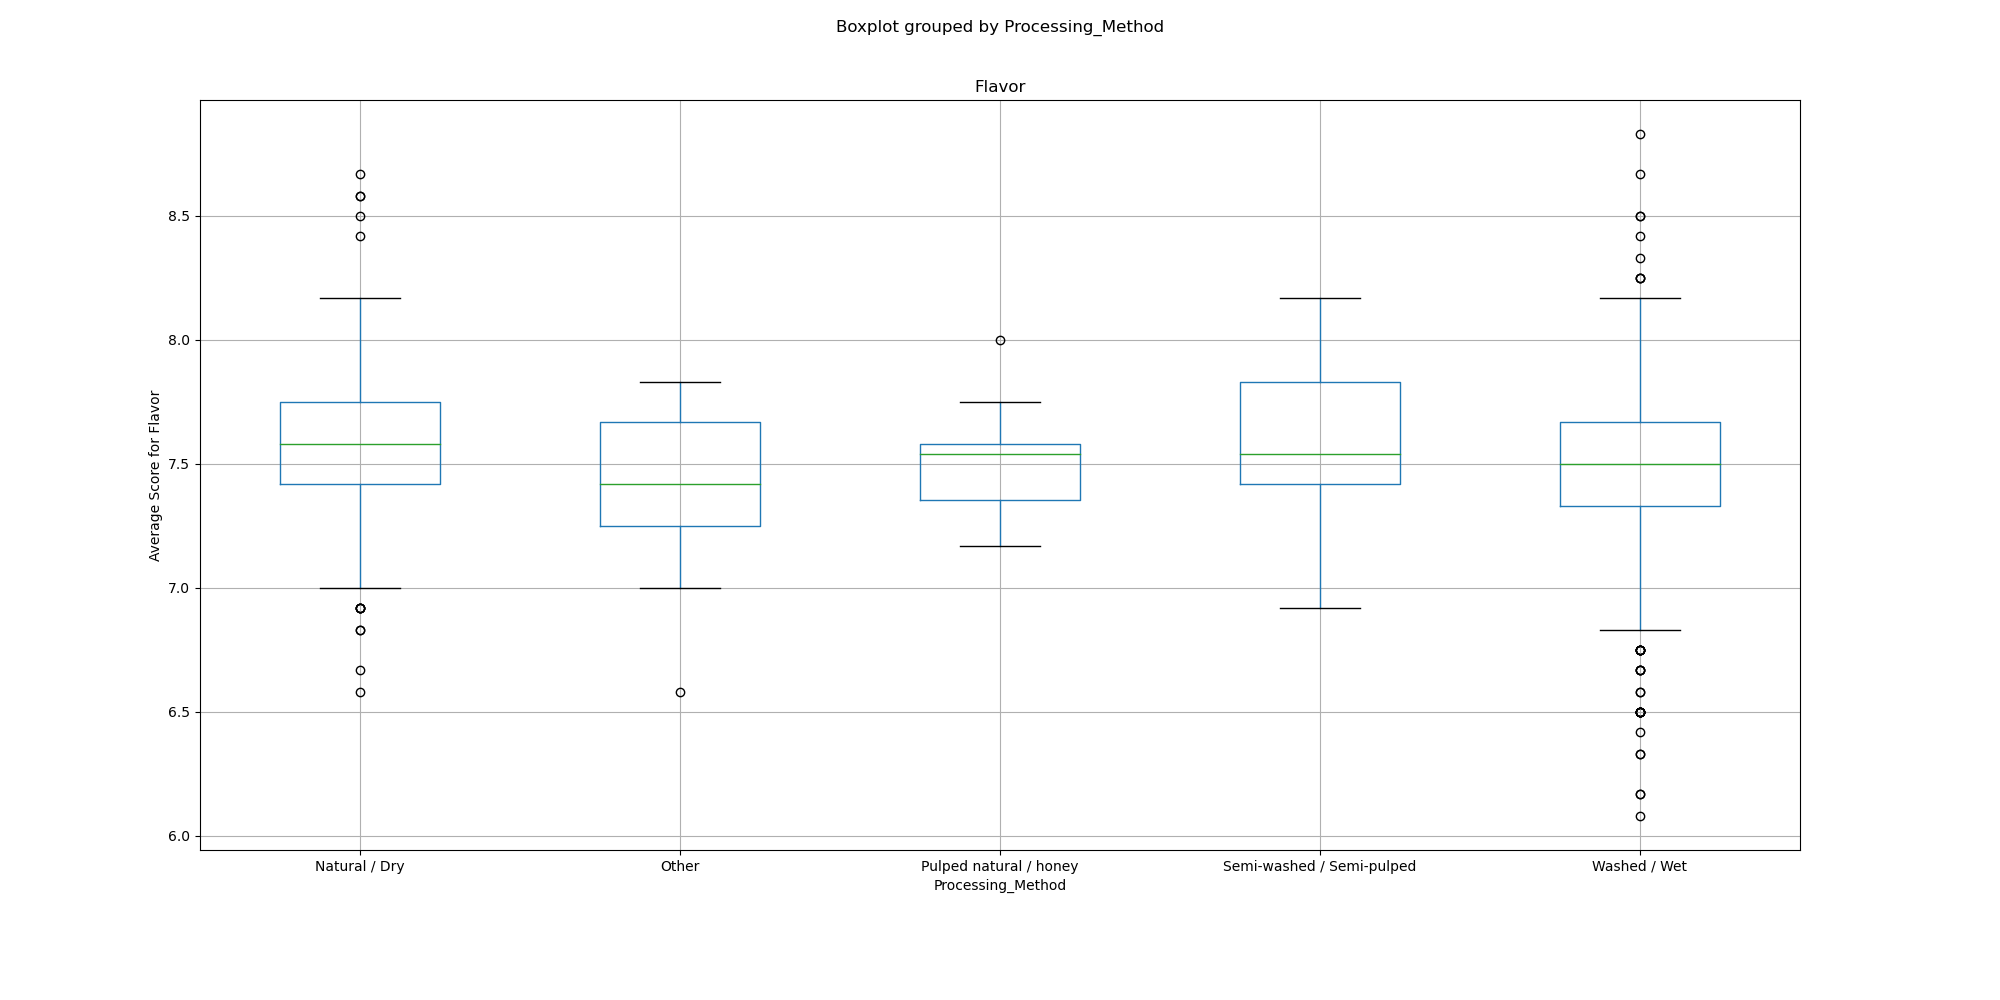 Boxplot grouped by Processing_Method
Flavor
Average Score for Flavor
8.5
8.0
7.5
7.0
6.5
6.0
Natural / Dry
Other
Pulped natural / honey
Semi-washed / Semi-pulped
Washed / Wet
Processing_Method